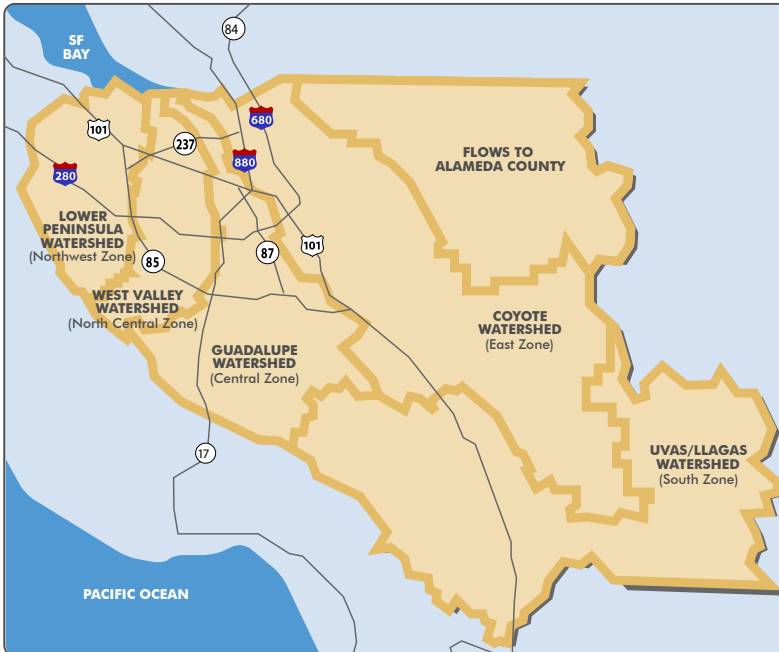 SF
BAY
84
101
680
237
880
280
FLOWS TO
ALAMEDA COUNTY
LOWER
PENINSULA
WATERSHED
(Northwest Zone)
85
87
101
WEST VALLEY
WATERSHED
(North Central Zone)
COYOTE
WATERSHED
(East Zone)
GUADALUPE
WATERSHED
(Central Zone)
17
UVAS/LLAGAS
WATERSHED
(South Zone)
PACIFIC OCEAN